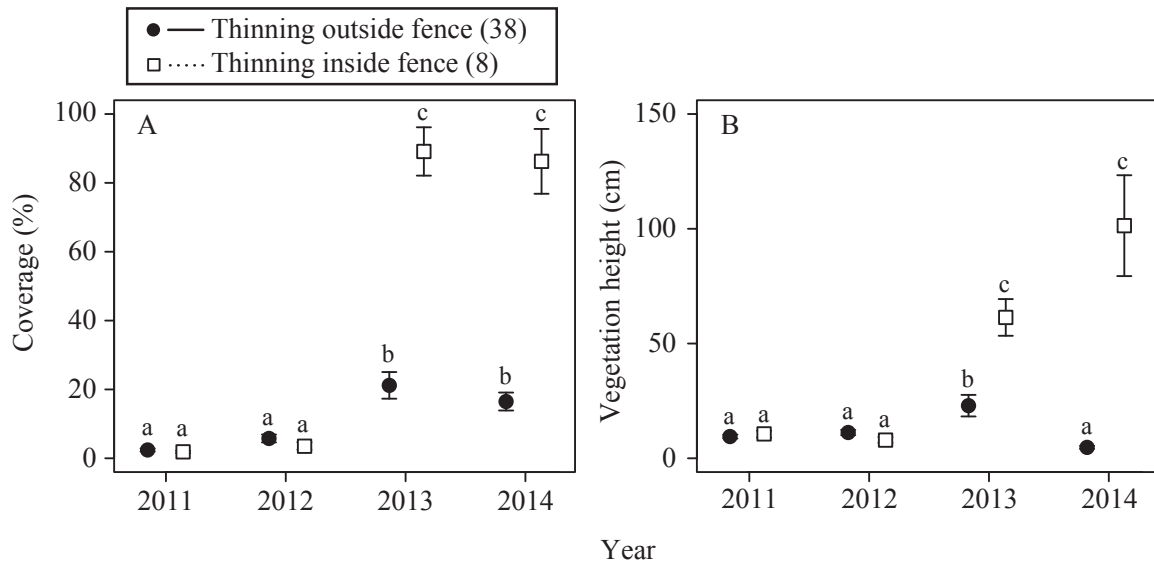 Thinning outside fence (38)
Thinning inside fence (8)
A
Coverage (%)
100
80
60
40
20
0
a a a a b c b c
2011 2012 2013 2014
B
Vegetation height (cm)
150
100
50
0
a a a a b c a c
2011 2012 2013 2014
Year